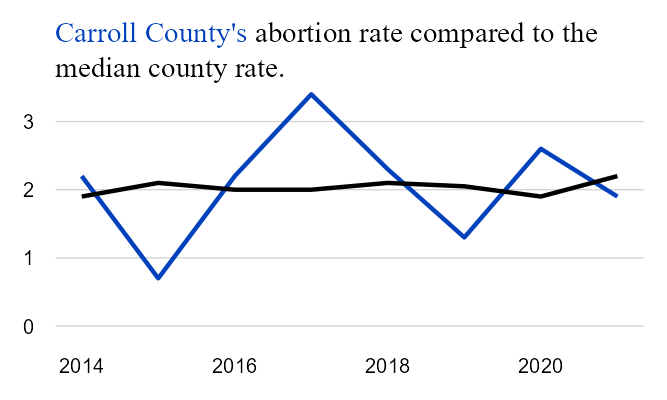 Carroll County's abortion rate compared to the
median county rate.
3
2
1
0
2014 2016 2018 2020